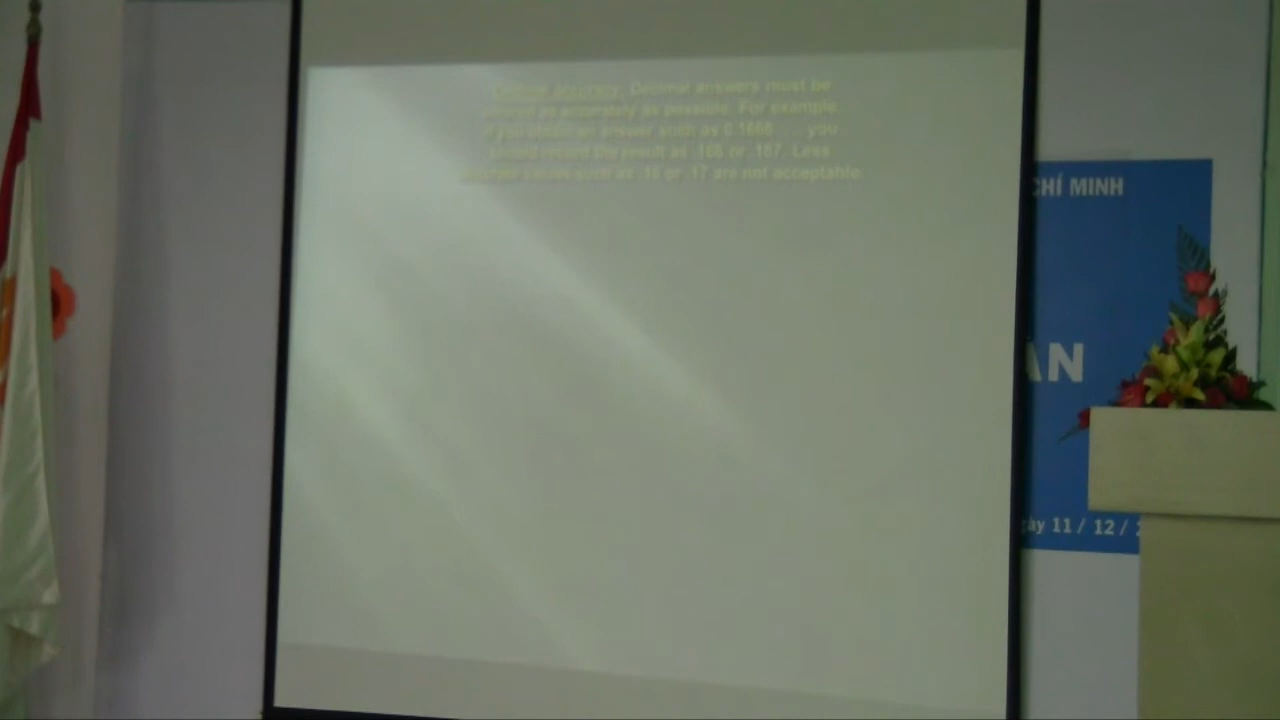 Decimal accuracy. Decimal answers must be
entered as accurately as possible. For example,
if you obtain an answer such as 0.1666 . . . you
should record the result as .166 or .167. Less
accurate values such as .16 or .17 are not acceptable.
CHÍ MINH
ÀN
11 / 12 /